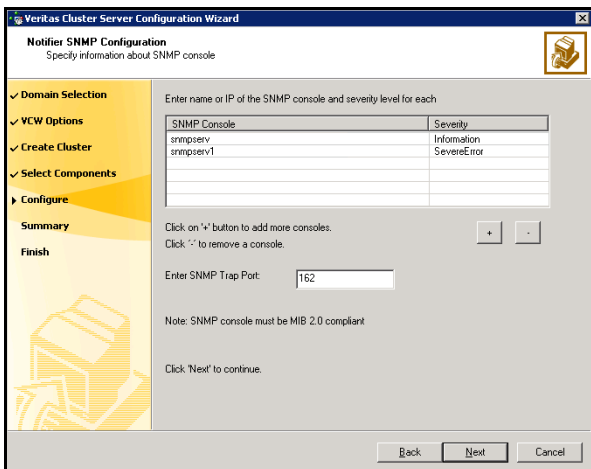 Veritas Cluster Server Configuration Wizard
Notifier SNMP Configuration
Specify information about SNMP console
Domain Selection
VCW Options
Create Cluster
Select Components
Configure
Summary
Finish
Enter name or IP of the SNMP console and severity level for each
SNMP Console Severity
snmpserv Information
snmpserv1 SevereError
Click on '+' button to add more consoles.
Click '-' to remove a console.
+ -
Enter SNMP Trap Port: 162
Note: SNMP console must be MIB 2.0 compliant
Click 'Next' to continue.
Back Next Cancel